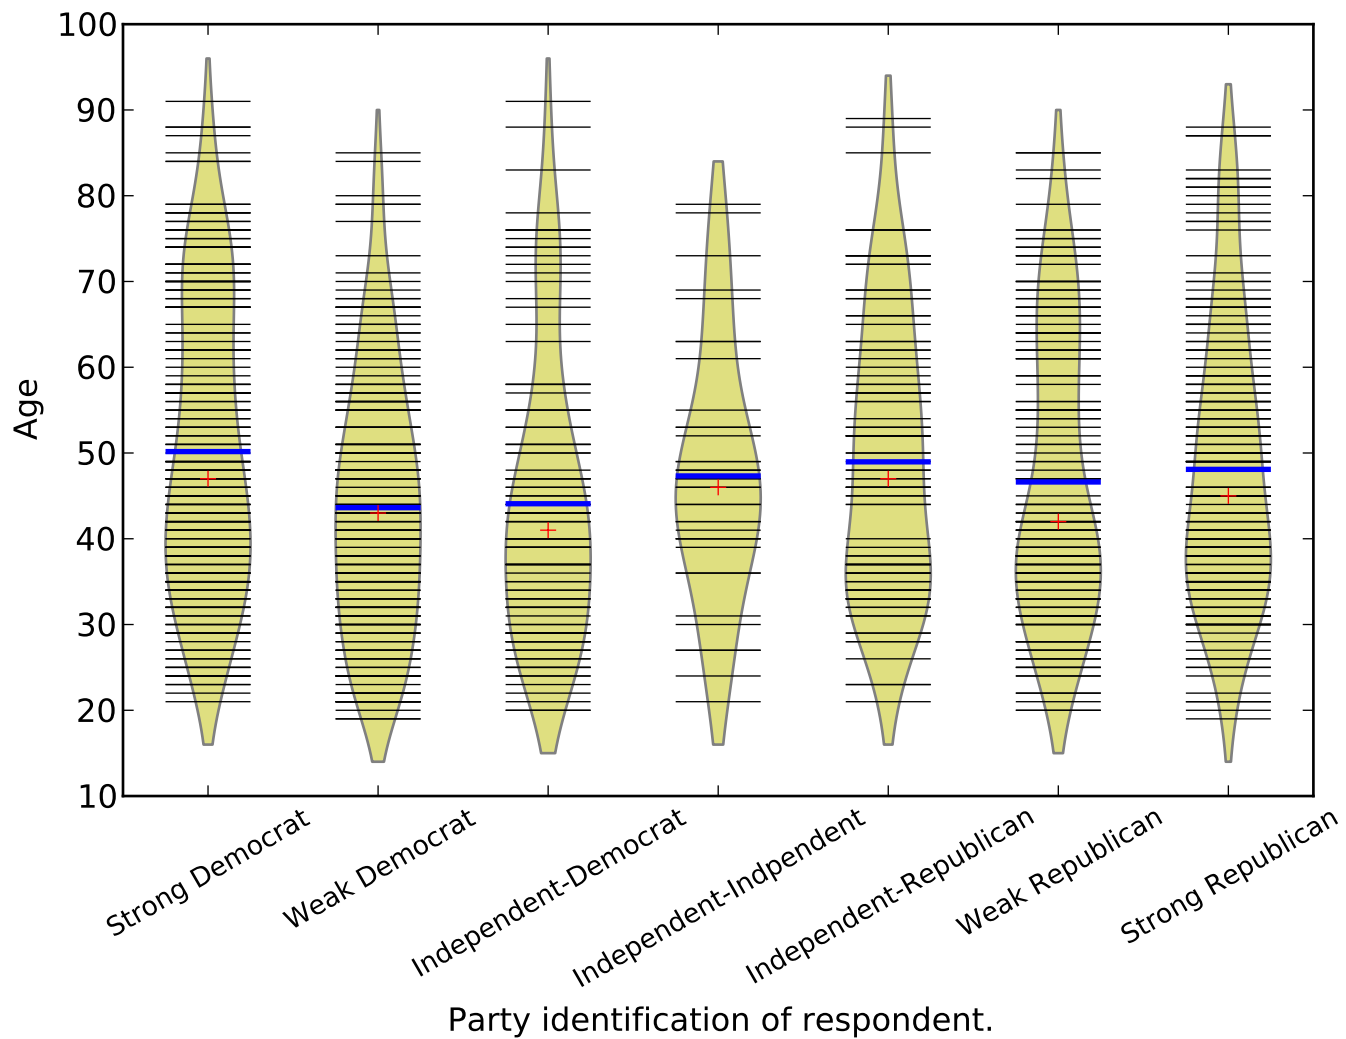 100
90
80
70
60
50
40
30
20
10
Age
Strong Democrat
Weak Democrat
Independent-Democrat
Independent-Indpendent
Independent-Republican
Weak Republican
Strong Republican
Party identification of respondent.